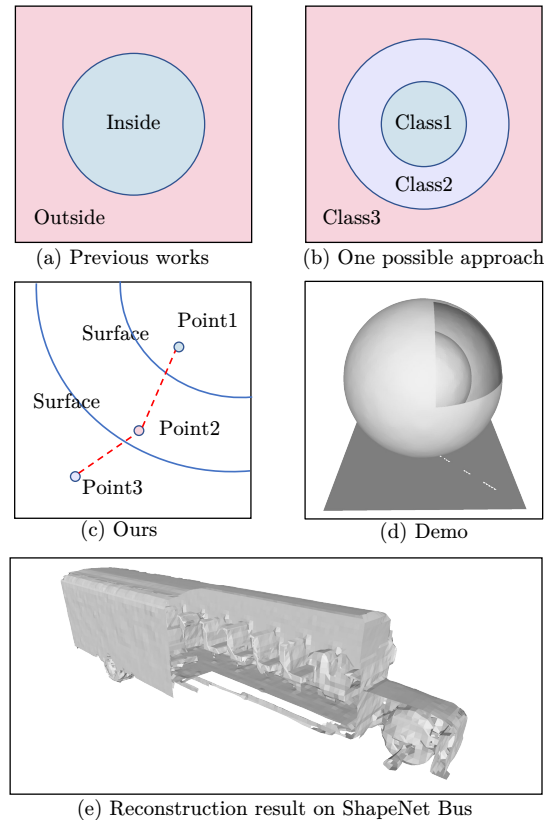 Inside
Outside
(a) Previous works
Class1
Class2
Class3
(b) One possible approach
Surface
Point1
Surface
Point2
Point3
(c) Ours
(d) Demo
(e) Reconstruction result on ShapeNet Bus